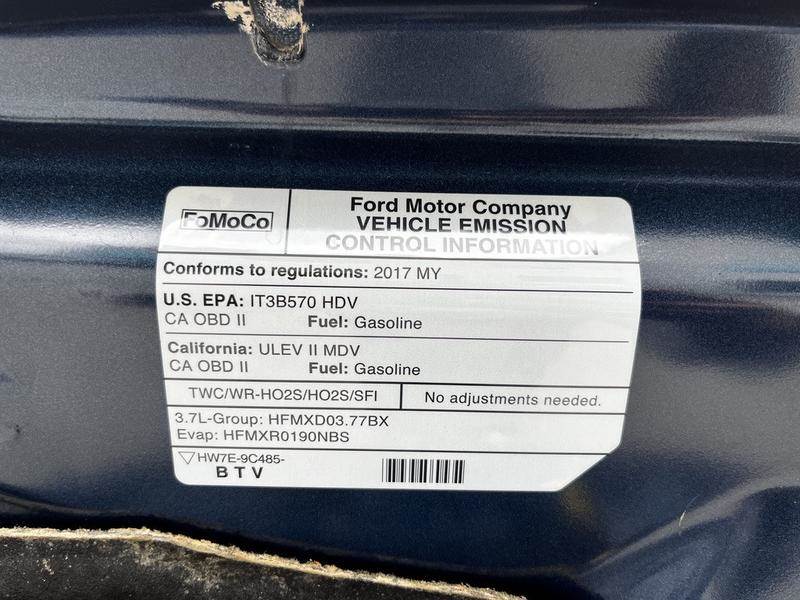 FoMoCo
Ford Motor Company
VEHICLE EMISSION
CONTROL INFORMATION
Conforms to regulations: 2017 MY
U.S. EPA: IT3B570 HDV
CA OBD II Fuel: Gasoline
California: ULEV II MDV
CA OBD II Fuel: Gasoline
TWC/WR-HO2S/HO2S/SFI No adjustments needed.
3.7L-Group: HFMXD03.77BX
Evap: HFMXR0190NBS
HW7E-9C485-
BTV